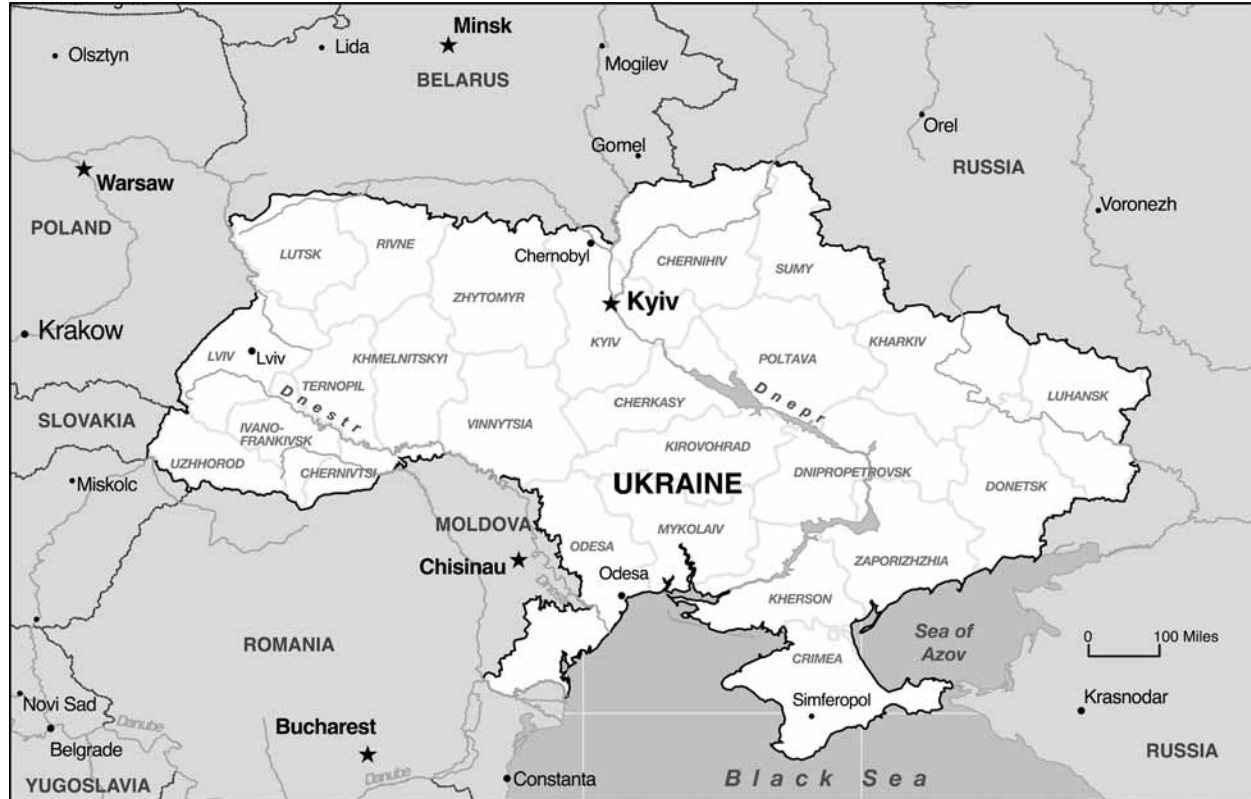 Minsk
Lida
Olsztyn
Mogilev
BELARUS
Orel
Gomel
RUSSIA
Warsaw
Voronezh
POLAND
RIVNE
LUTSK
Chernobyl
CHERNIHIV
SUMY
ZHYTOMYR
Kyiv
Krakow
KYIV
KHARKIV
LVIV
Lviv
KHMELNITSKYI
POLTAVA
TERNOPIL
Dnestr
CHERKASY
Dnepr
LUHANSK
SLOVAKIA
VINNYTSIA
IVANO-
FRANKIVSK
KIROVOHRAD
UZHHOROD
CHERNIVTSI
DNIPROPETROVSK
UKRAINE
DONETSK
Miskolc
MOLDOVA
MYKOLAIV
ODESA
ZAPORIZHZHIA
Chisinau
Odesa
KHERSON
ROMANIA
Sea of
Azov
0 100 Miles
CRIMEA
Simferopol
Novi Sad
Krasnodar
Danube
Belgrade
Bucharest
RUSSIA
Danube
Constanta
Black Sea
YUGOSLAVIA